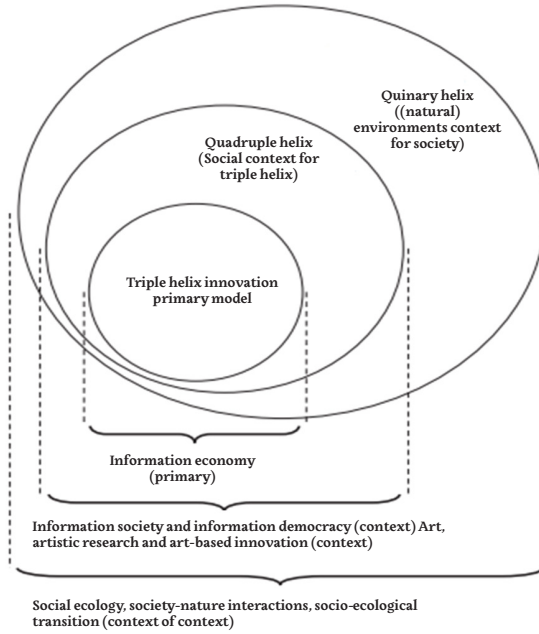 Quinary helix
((natural)
environments context
for society)
Quadruple helix
(Social context for
triple helix)
Triple helix innovation
primary model
Information economy
(primary)
Information society and information democracy (context) Art,
artistic research and art-based innovation (context)
Social ecology, society-nature interactions, socio-ecological
transition (context of context)